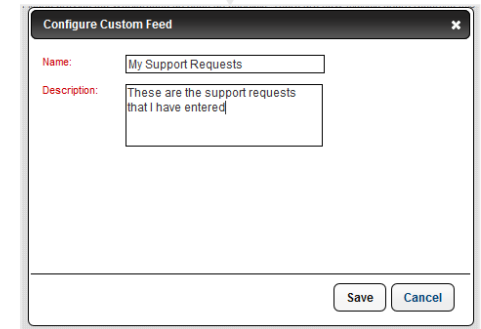 Configure Custom Feed
Name:
My Support Requests
Description:
These are the support requests
that I have entered
Save
Cancel